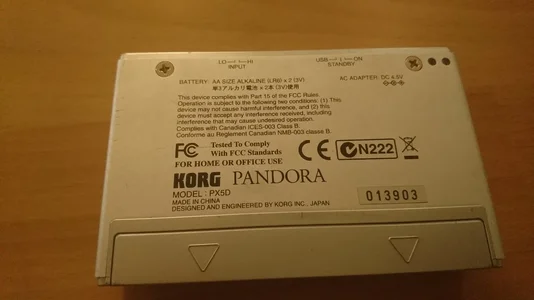 LO ← I → HI
INPUT
USB ← I → ON
STANDBY
BATTERY: AA SIZE ALKALINE (LR6) x 2 (3V)
単3アルカリ電池 x 2本 (3V)使用
AC ADAPTER: DC 4.5V
This device complies with Part 15 of the FCC Rules.
Operation is subject to the following two conditions: (1) This
device may not cause harmful interference, and (2) this
device must accept any interference received, including
interference that may cause undesired operation.
Complies with Canadian ICES-003 Class B.
Conforme au Reglement Canadien NMB-003 classe B.
FC Tested To Comply
With FCC Standards
FOR HOME OR OFFICE USE
CE
N222
KORG PANDORA
MODEL : PX5D
MADE IN CHINA
DESIGNED AND ENGINEERED BY KORG INC., JAPAN
013903